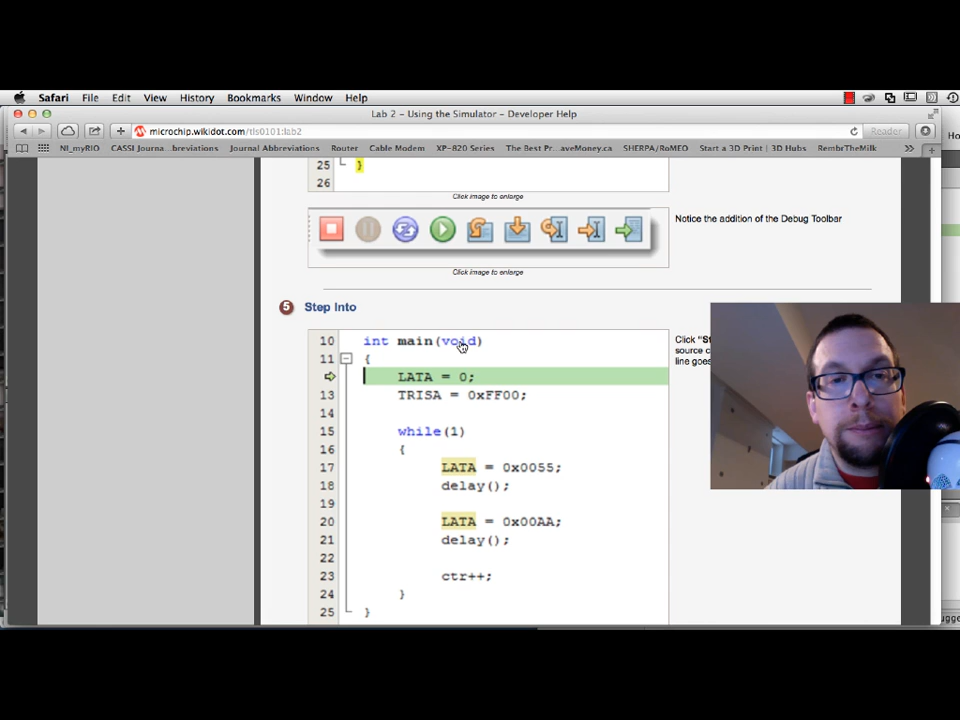 Safari File Edit View History Bookmarks Window Help
Lab 2 – Using the Simulator – Developer Help
microchip.wikidot.com/tls0101:lab2
Reader
NI_myRIO CASSI Journa...breviations Journal Abbreviations Router Cable Modem XP-820 Series The Best Pr...aveMoney.ca SHERPA/RoMEO Start a 3D Print | 3D Hubs RembrTheMilk
25 }
26
Click image to enlarge
Notice the addition of the Debug Toolbar
Click image to enlarge
5 Step Into
10 int main(void)
11 {
LATA = 0;
13 TRISA = 0xFF00;
14
15 while(1)
16 {
17 LATA = 0x0055;
18 delay();
19
20 LATA = 0x00AA;
21 delay();
22
23 ctr++;
24 }
25 }
Click "S
source c
line goes